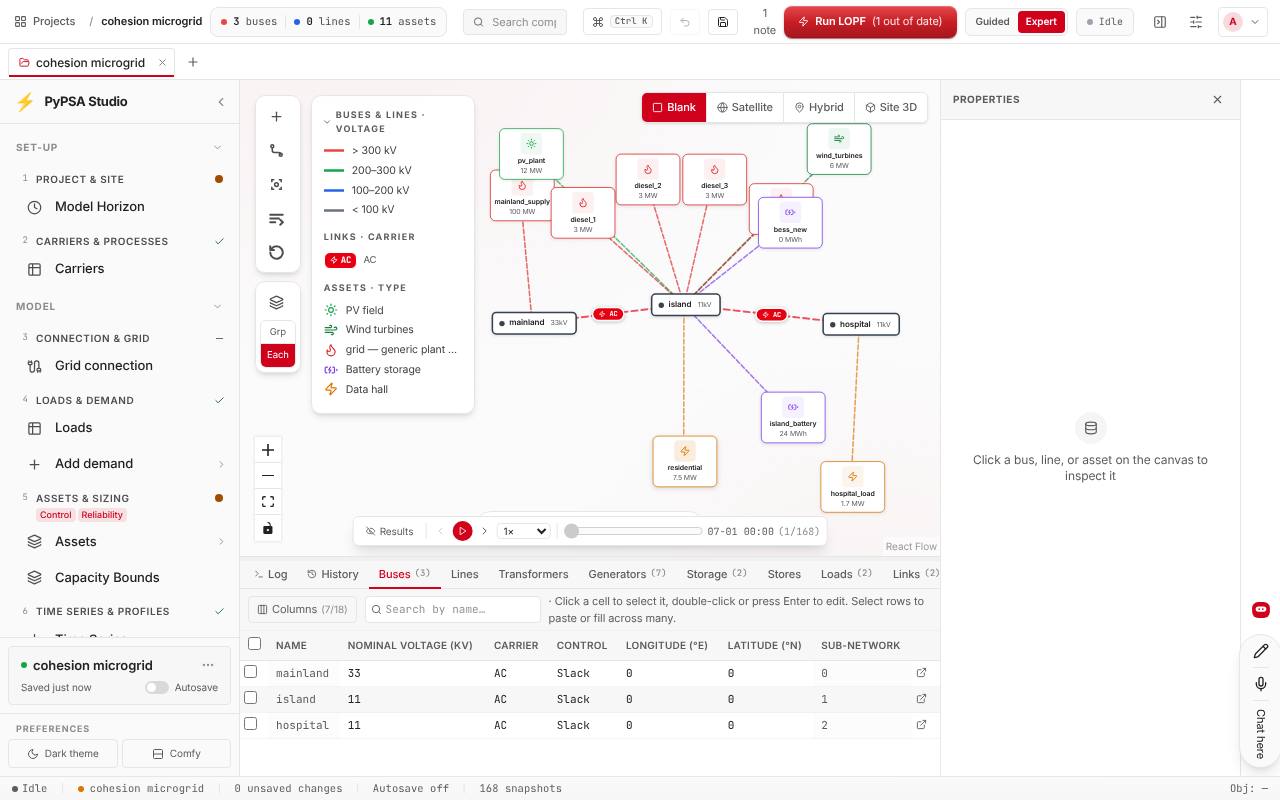 Projects / cohesion microgrid
3 buses 0 lines 11 assets
Search comp
Ctrl K
1 note
Run LOPF (1 out of date)
Guided Expert
Idle
A
cohesion microgrid
PyPSA Studio
SET-UP
1 PROJECT & SITE
Model Horizon
2 CARRIERS & PROCESSES
Carriers
MODEL
3 CONNECTION & GRID
Grid connection
4 LOADS & DEMAND
Loads
Add demand
5 ASSETS & SIZING
Control Reliability
Assets
Capacity Bounds
6 TIME SERIES & PROFILES
Time Series
cohesion microgrid
Saved just now Autosave
PREFERENCES
Dark theme Comfy
Grp
Each
BUSES & LINES · VOLTAGE
> 300 kV
200–300 kV
100–200 kV
< 100 kV
LINKS · CARRIER
AC AC
ASSETS · TYPE
PV field
Wind turbines
grid — generic plant ...
Battery storage
Data hall
Blank Satellite Hybrid Site 3D
pv_plant
12 MW
mainland_supply
100 MW
diesel_1
3 MW
diesel_2
3 MW
diesel_3
3 MW
wind_turbines
6 MW
bess_new
0 MWh
mainland 33kV
AC
island 11kV
AC
hospital 11kV
island_battery
24 MWh
residential
7.5 MW
hospital_load
1.7 MW
Results 1× 07-01 00:00 (1/168)
React Flow
Log History Buses (3) Lines Transformers Generators (7) Storage (2) Stores Loads (2) Links (2)
Columns (7/18) Search by name…
· Click a cell to select it, double-click or press Enter to edit. Select rows to
paste or fill across many.
NAME NOMINAL VOLTAGE (KV) CARRIER CONTROL LONGITUDE (°E) LATITUDE (°N) SUB-NETWORK
mainland 33 AC Slack 0 0 0
island 11 AC Slack 0 0 1
hospital 11 AC Slack 0 0 2
PROPERTIES
Click a bus, line, or asset on the canvas to
inspect it
Chat here
Idle cohesion microgrid 0 unsaved changes Autosave off 168 snapshots Obj: —